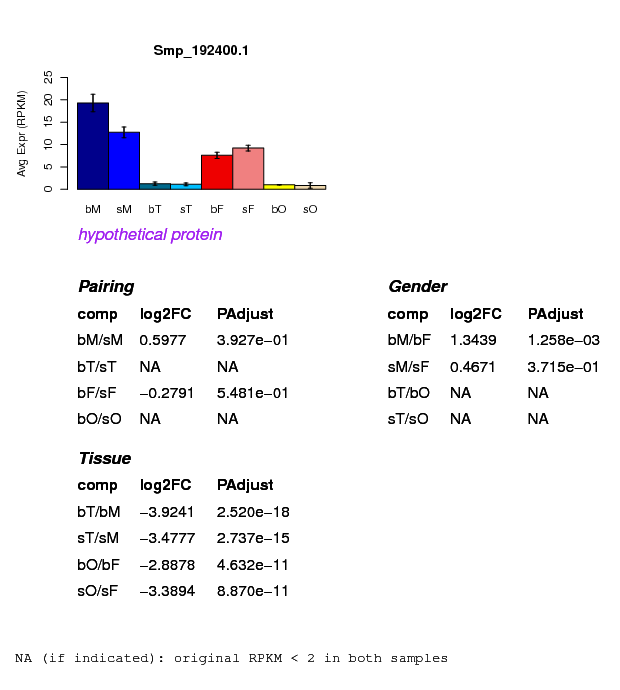 Smp_192400.1
Avg Expr (RPKM)
25
20
15
10
5
0
bM sM bT sT bF sF bO sO
hypothetical protein
Pairing
comp log2FC PAdjust
bM/sM 0.5977 3.927e−01
bT/sT NA NA
bF/sF −0.2791 5.481e−01
bO/sO NA NA
Gender
comp log2FC PAdjust
bM/bF 1.3439 1.258e−03
sM/sF 0.4671 3.715e−01
bT/bO NA NA
sT/sO NA NA
Tissue
comp log2FC PAdjust
bT/bM −3.9241 2.520e−18
sT/sM −3.4777 2.737e−15
bO/bF −2.8878 4.632e−11
sO/sF −3.3894 8.870e−11
NA (if indicated): original RPKM < 2 in both samples